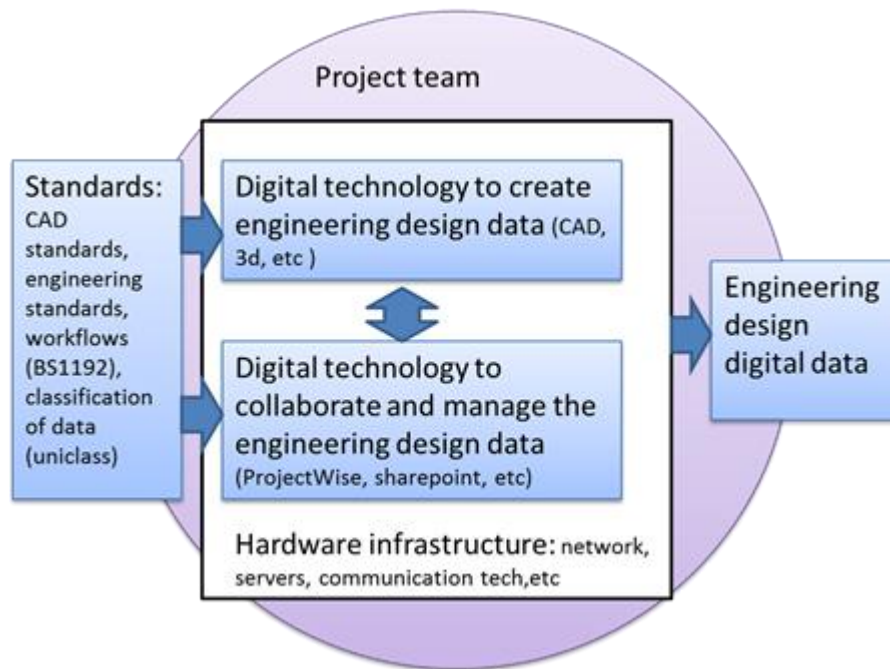 Project team
Standards:
CAD
standards,
engineering
standards,
workflows
(BS1192),
classification
of data
(uniclass)
Digital technology to create
engineering design data (CAD,
3d, etc )
Digital technology to
collaborate and manage the
engineering design data
(ProjectWise, sharepoint, etc)
Hardware infrastructure: network,
servers, communication tech,etc
Engineering
design
digital data